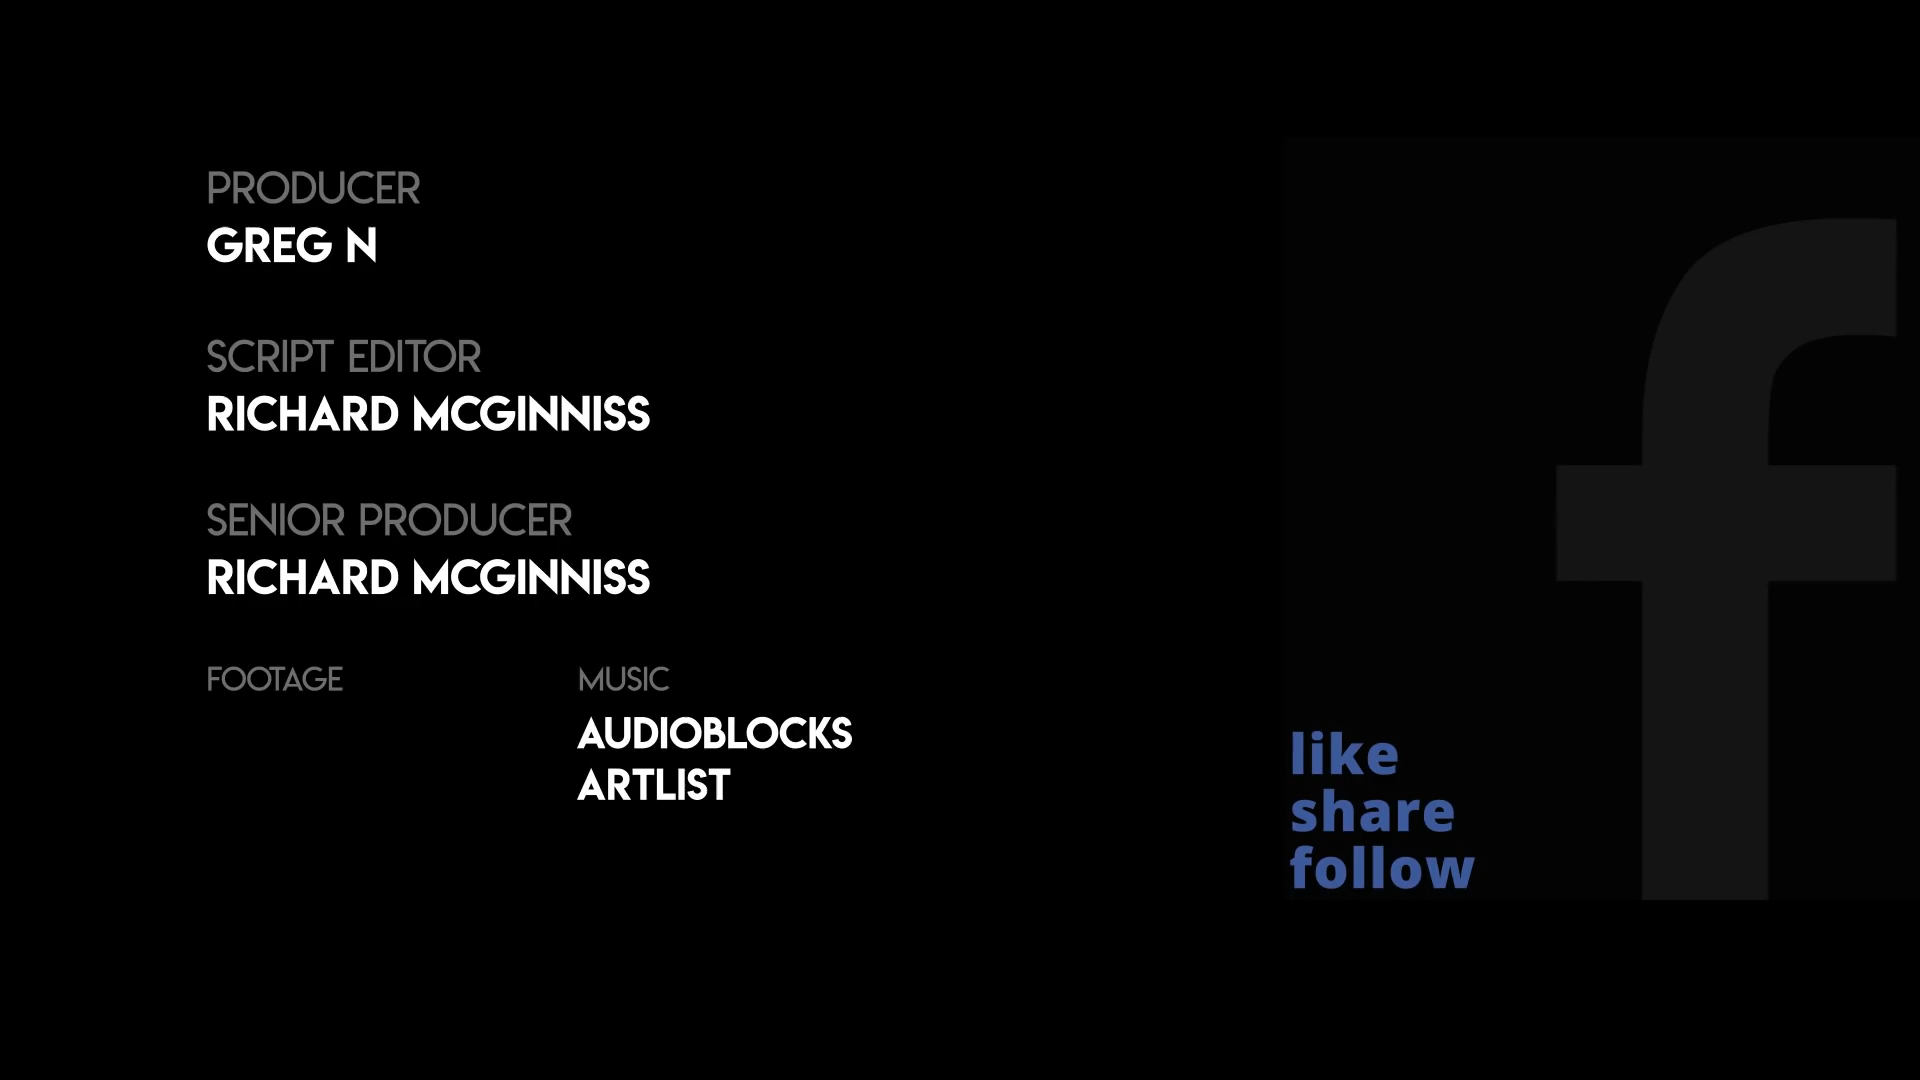 PRODUCER
GREG N
SCRIPT EDITOR
RICHARD MCGINNISS
SENIOR PRODUCER
RICHARD MCGINNISS
FOOTAGE
MUSIC
AUDIOBLOCKS
ARTLIST
like
share
follow
f